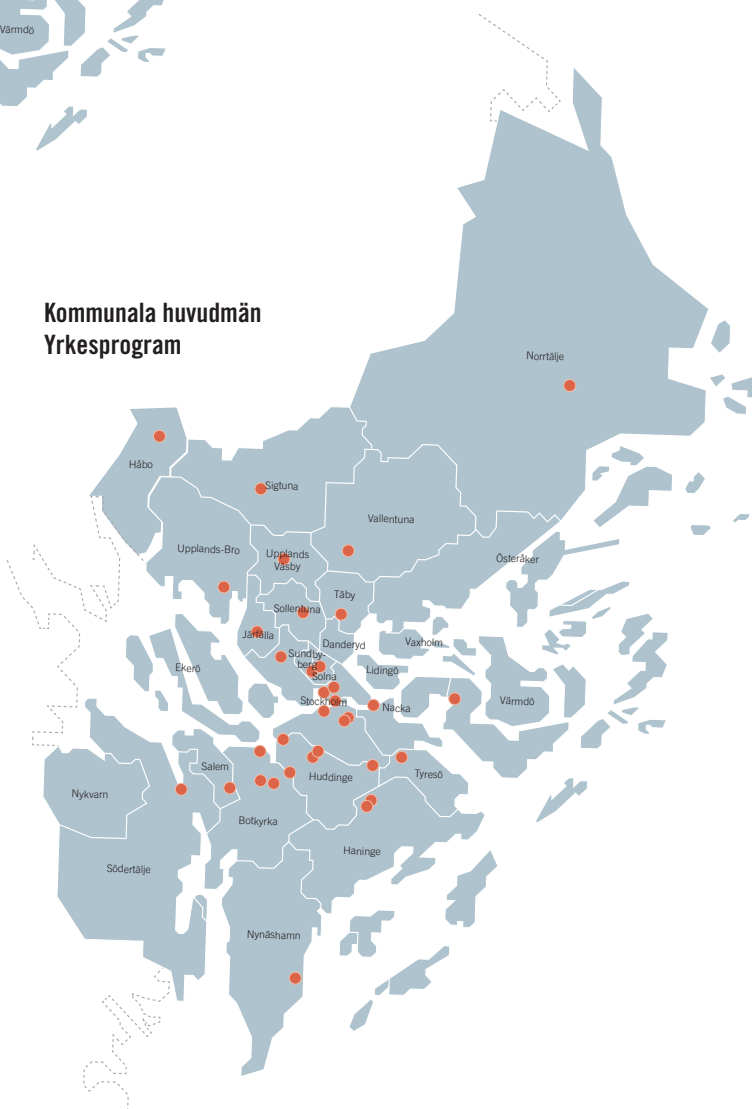 Värmdö
Kommunala huvudmän
Yrkesprogram
Norrtälje
Håbo
Sigtuna
Vallentuna
Upplands-Bro
Upplands
Väsby
Österåker
Täby
Sollentuna
Järfälla
Danderyd
Vaxholm
Sundby-
berg
Ekerö
Lidingö
Solna
Stockholm
Nacka
Värmdö
Salem
Huddinge
Tyresö
Nykvarn
Botkyrka
Haninge
Södertälje
Nynäshamn